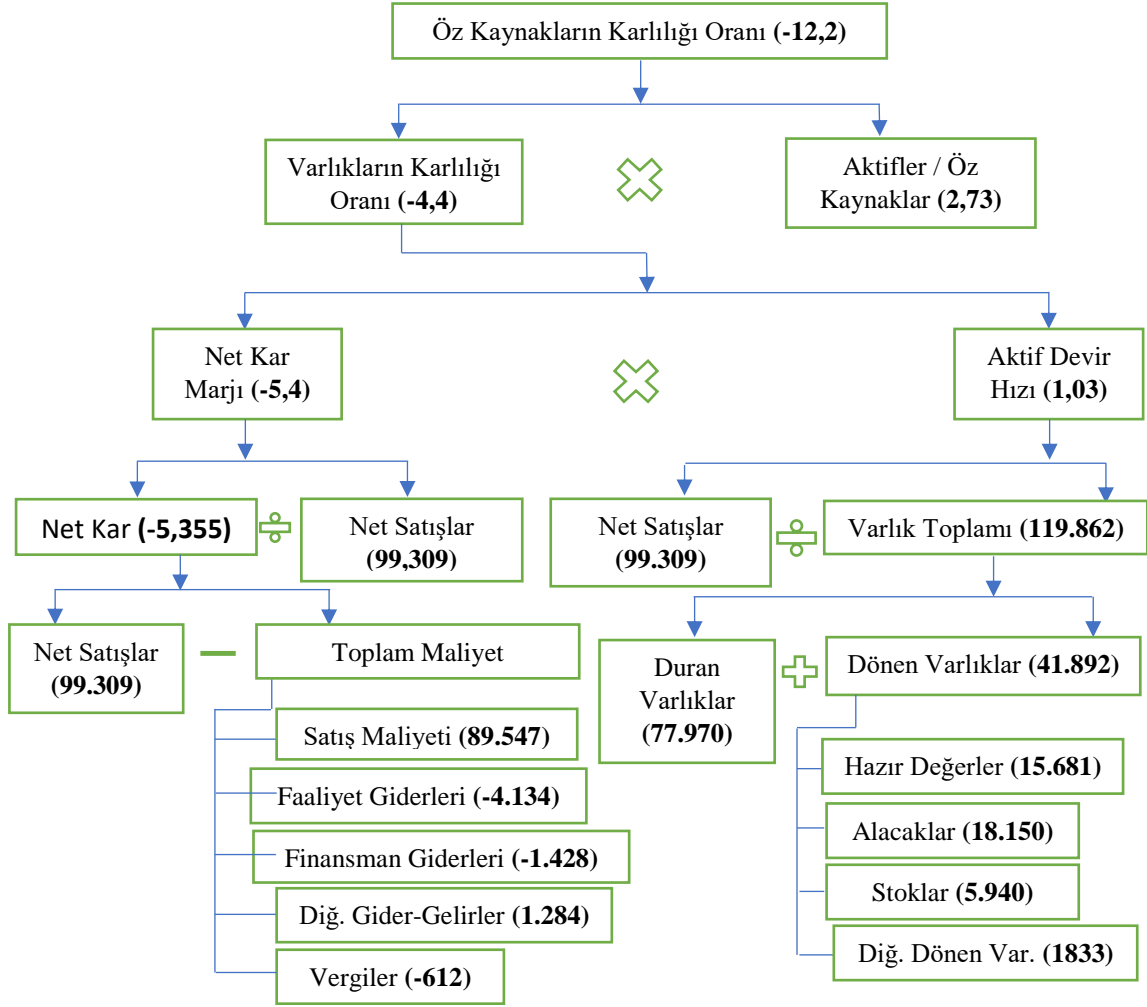 Öz Kaynakların Karlılığı Oranı (-12,2)
Varlıkların Karlılığı
Oranı (-4,4)
Aktifler / Öz
Kaynaklar (2,73)
Net Kar
Marjı (-5,4)
Aktif Devir
Hızı (1,03)
Net Kar (-5,355)
Net Satışlar
(99,309)
Net Satışlar
(99.309)
Varlık Toplamı (119.862)
Net Satışlar
(99.309)
Toplam Maliyet
Duran
Varlıklar
(77.970)
Dönen Varlıklar (41.892)
Satış Maliyeti (89.547)
Faaliyet Giderleri (-4.134)
Finansman Giderleri (-1.428)
Diğ. Gider-Gelirler (1.284)
Vergiler (-612)
Hazır Değerler (15.681)
Alacaklar (18.150)
Stoklar (5.940)
Diğ. Dönen Var. (1833)